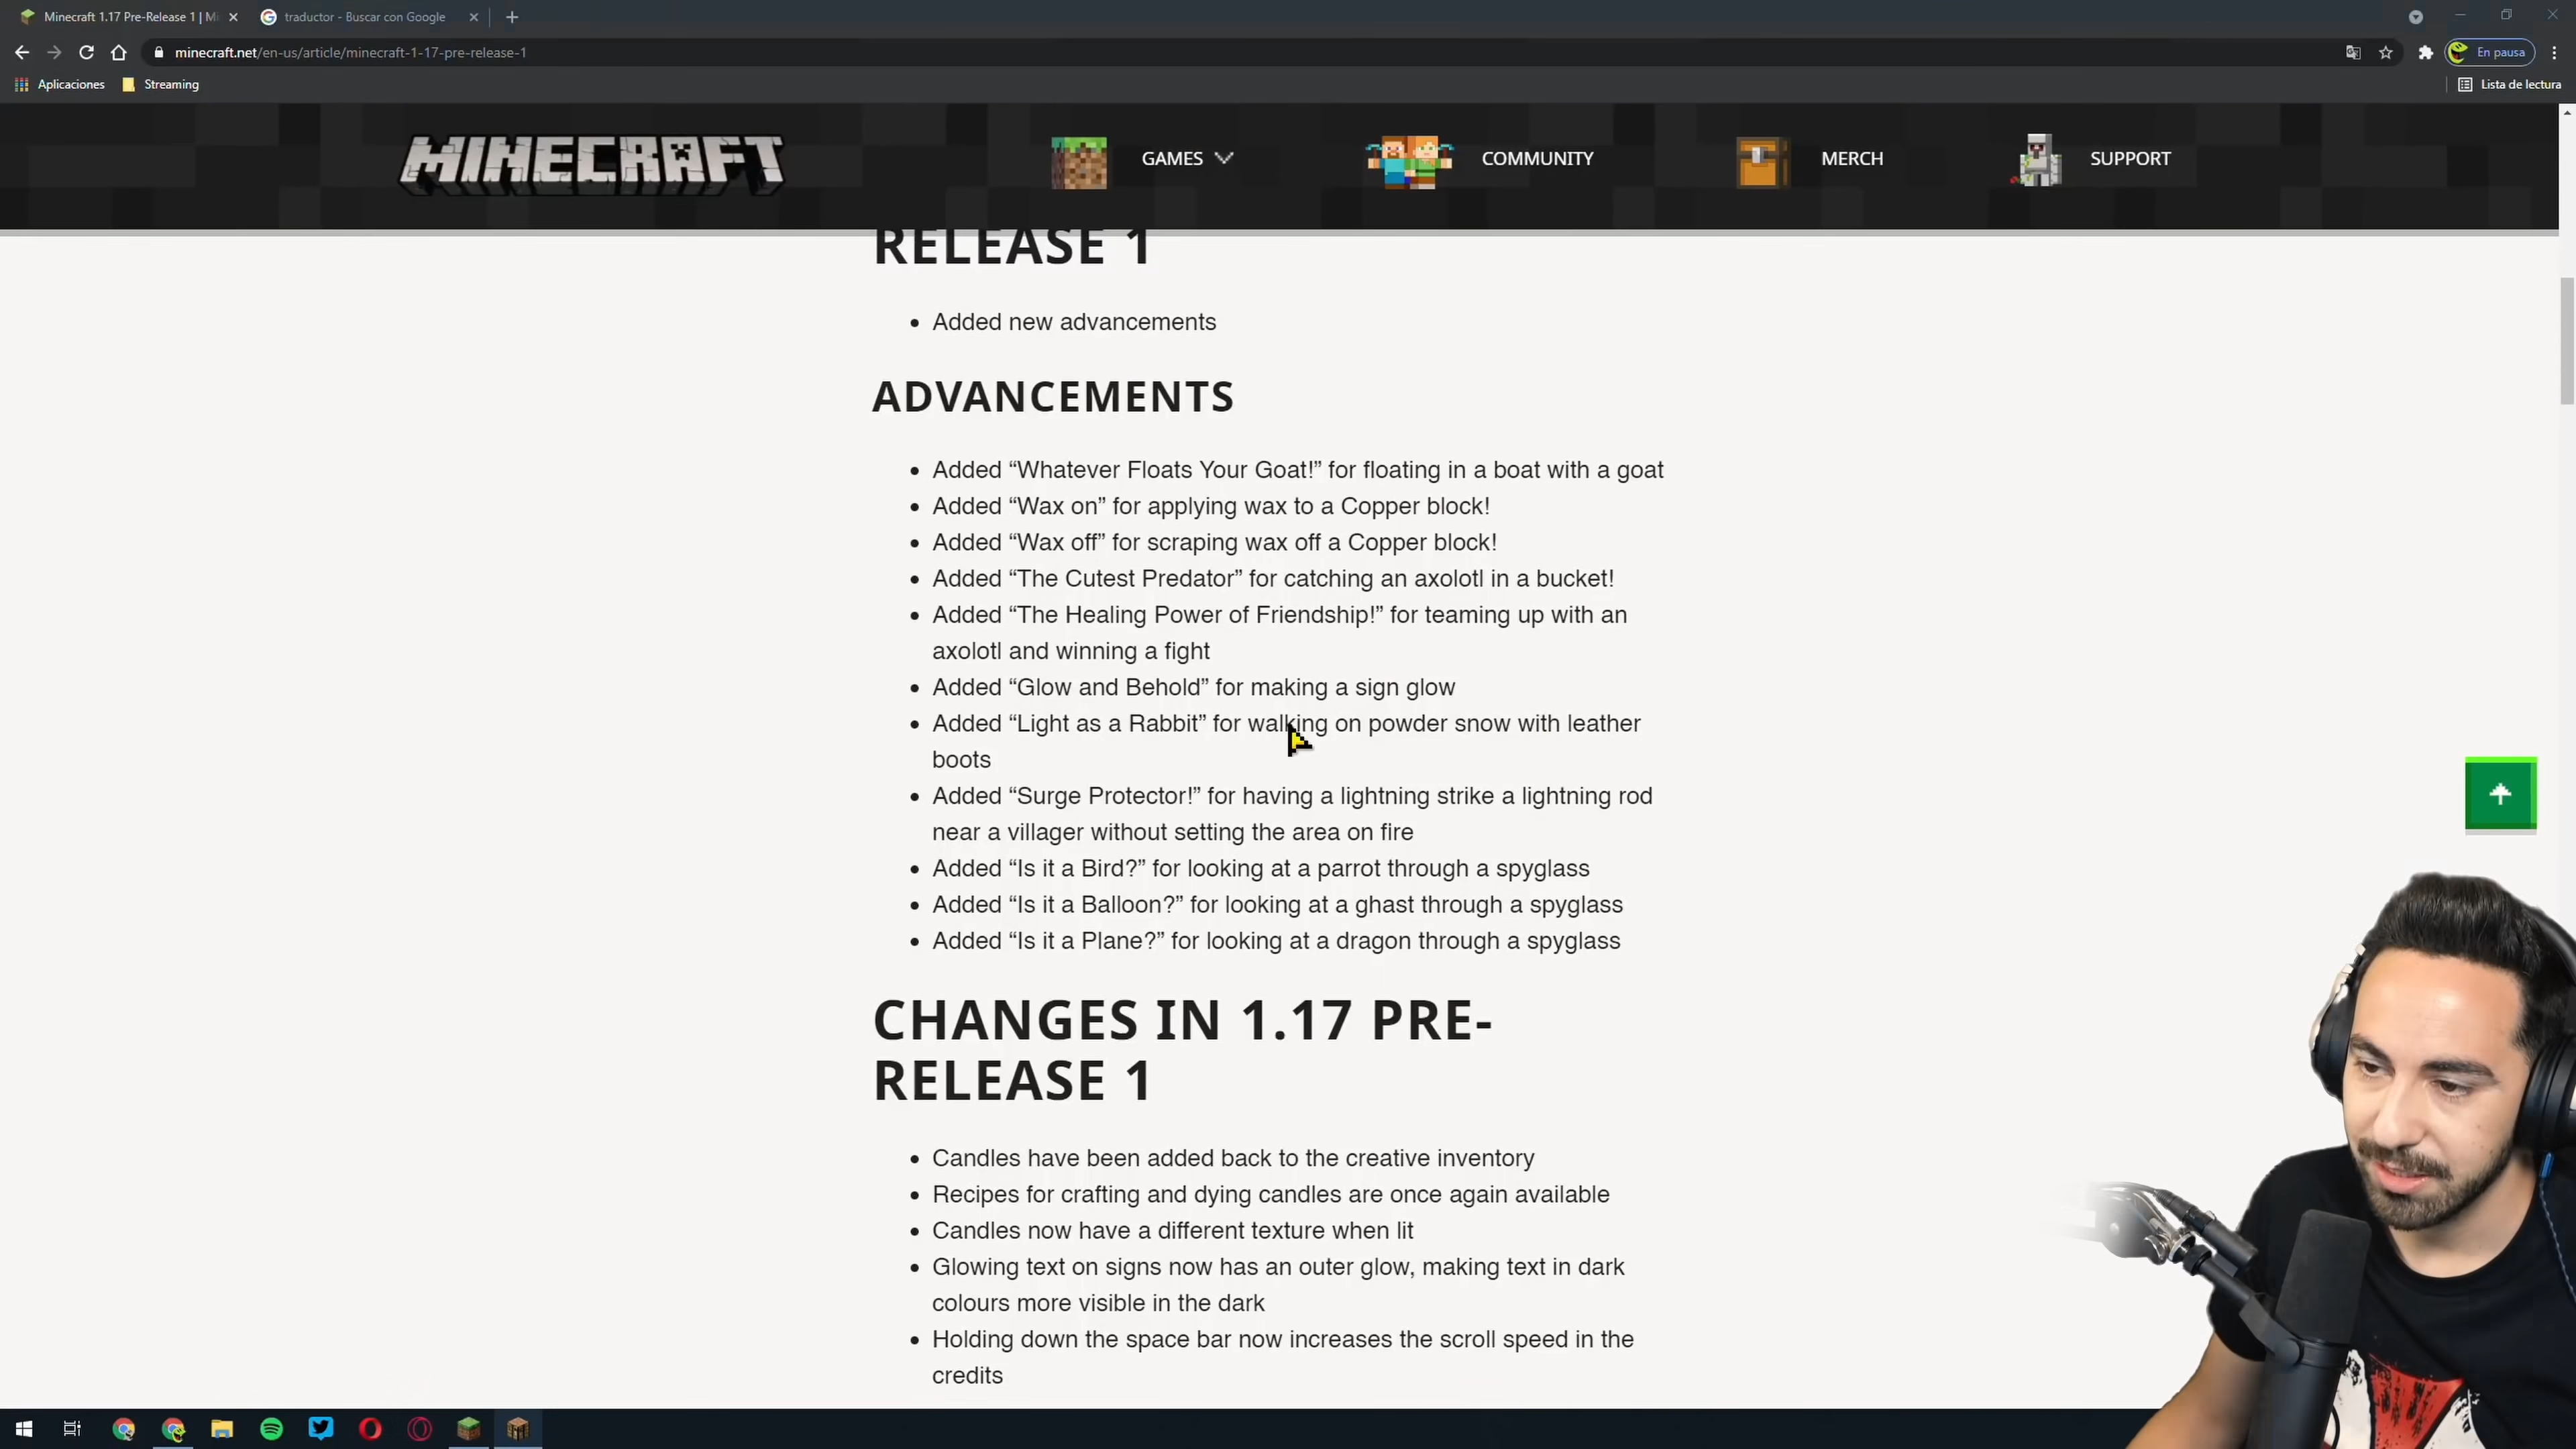 Minecraft 1.17 Pre-Release 1 | Mi
traductor - Buscar con Google
minecraft.net/en-us/article/minecraft-1-17-pre-release-1
En pausa
Aplicaciones
Streaming
Lista de lectura
MINECRAFT
GAMES
COMMUNITY
MERCH
SUPPORT
RELEASE 1
• Added new advancements
ADVANCEMENTS
• Added “Whatever Floats Your Goat!” for floating in a boat with a goat
• Added “Wax on” for applying wax to a Copper block!
• Added “Wax off” for scraping wax off a Copper block!
• Added “The Cutest Predator” for catching an axolotl in a bucket!
• Added “The Healing Power of Friendship!” for teaming up with an
axolotl and winning a fight
• Added “Glow and Behold” for making a sign glow
• Added “Light as a Rabbit” for walking on powder snow with leather
boots
• Added “Surge Protector!” for having a lightning strike a lightning rod
near a villager without setting the area on fire
• Added “Is it a Bird?” for looking at a parrot through a spyglass
• Added “Is it a Balloon?” for looking at a ghast through a spyglass
• Added “Is it a Plane?” for looking at a dragon through a spyglass
CHANGES IN 1.17 PRE-
RELEASE 1
• Candles have been added back to the creative inventory
• Recipes for crafting and dying candles are once again available
• Candles now have a different texture when lit
• Glowing text on signs now has an outer glow, making text in dark
colours more visible in the dark
• Holding down the space bar now increases the scroll speed in the
credits